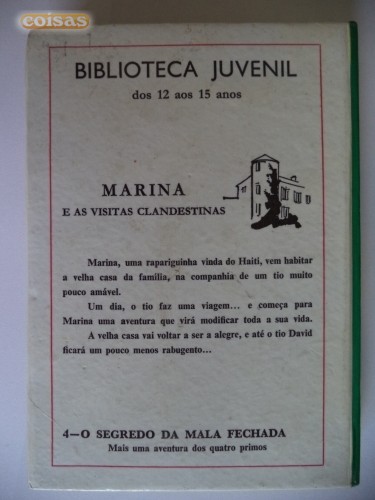 coisas
BIBLIOTECA JUVENIL
dos 12 aos 15 anos
MARINA
E AS VISITAS CLANDESTINAS
Marina, uma rapariguinha vinda do Haiti, vem habitar
a velha casa da família, na companhia de um tio muito
pouco amável.
Um dia, o tio faz uma viagem... e começa para
Marina uma aventura que virá modificar toda a sua vida.
A velha casa vai voltar a ser a alegre, e até o tio David
ficará um pouco menos rabugento...
4—O SEGREDO DA MALA FECHADA
Mais uma aventura dos quatro primos